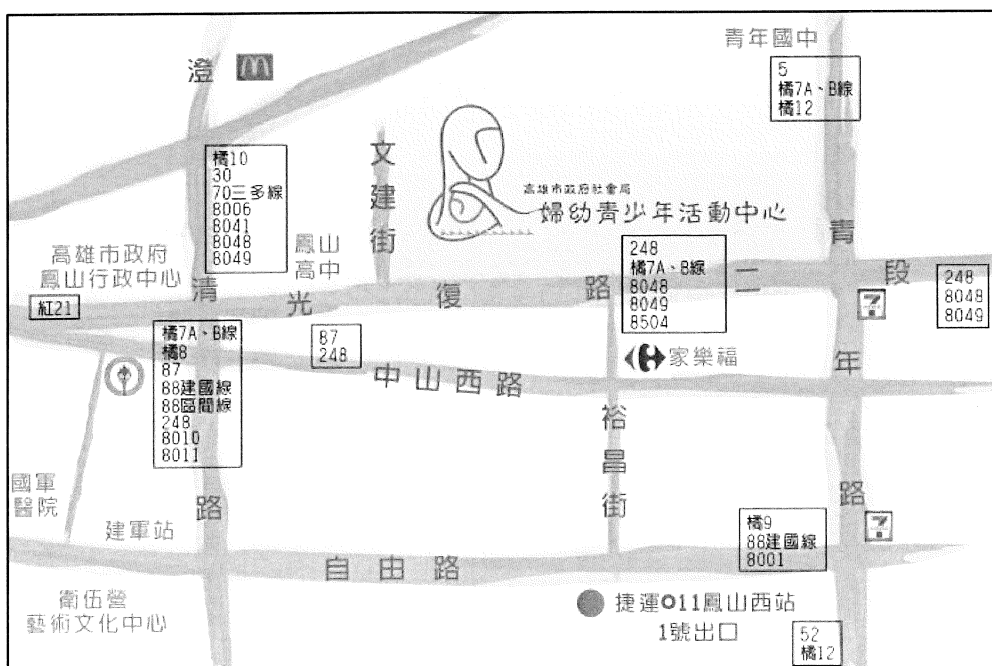 青年國中
澄
5
橘7A、B線
橘12
文建街
橘10
30
70三多線
8006
8041
8048
8049
高雄市政府社會局
婦幼青少年活動中心
鳳山
高中
高雄市政府
鳳山行政中心
248
橘7A、B線
8048
8049
8504
青
清
光
復
路
二
段
248
8048
8049
紅21
橘7A、B線
橘8
87
88建國線
88區間線
248
8010
8011
87
248
7
家樂福
年
中山西路
裕昌街
國軍
醫院
路
路
建軍站
橘9
88建國線
8001
7
自由路
衛伍營
藝術文化中心
捷運O11鳳山西站
1號出口
52
橘12